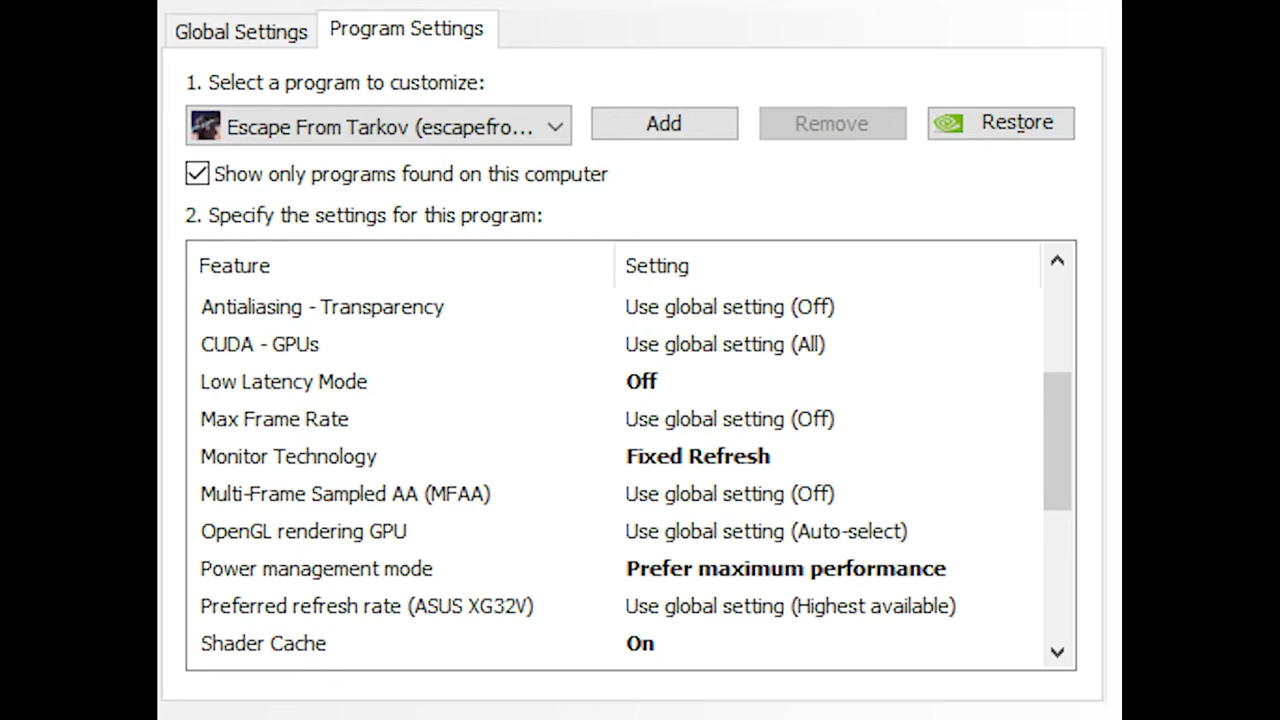 Global Settings Program Settings
1. Select a program to customize:
Escape From Tarkov (escapefro... Add Remove Restore
Show only programs found on this computer
2. Specify the settings for this program:
Feature Setting
Antialiasing - Transparency Use global setting (Off)
CUDA - GPUs Use global setting (All)
Low Latency Mode Off
Max Frame Rate Use global setting (Off)
Monitor Technology Fixed Refresh
Multi-Frame Sampled AA (MFAA) Use global setting (Off)
OpenGL rendering GPU Use global setting (Auto-select)
Power management mode Prefer maximum performance
Preferred refresh rate (ASUS XG32V) Use global setting (Highest available)
Shader Cache On